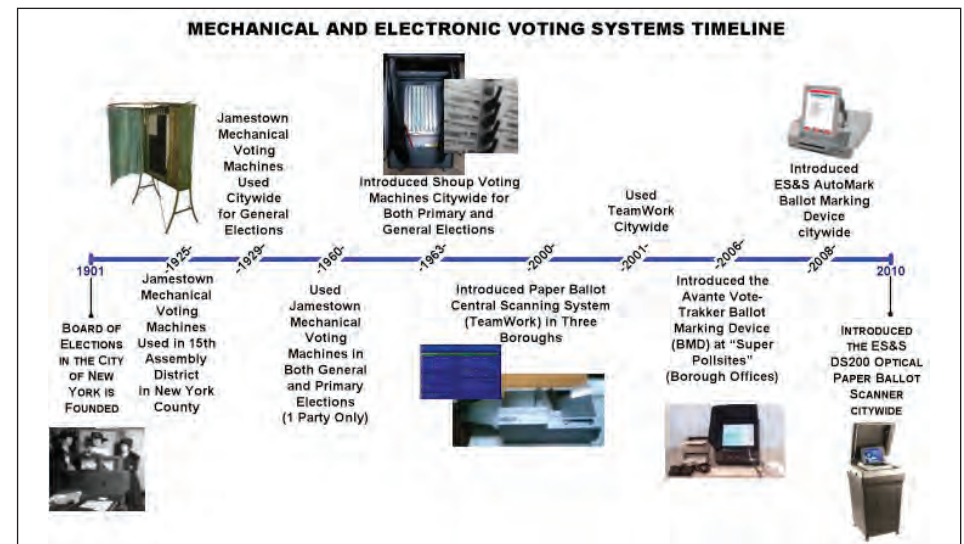 MECHANICAL AND ELECTRONIC VOTING SYSTEMS TIMELINE
Jamestown
Mechanical
Voting
Machines
Used
Citywide
for General
Elections
Introduced Shoup Voting
Machines Citywide for
Both Primary and
General Elections
Used
TeamWork
Citywide
Introduced
ES&S AutoMark
Ballot Marking
Device
citywide
1901
-1925-
-1929-
-1960-
-1963-
-2000-
-2001-
-2006-
-2008-
2010
BOARD OF
ELECTIONS
IN THE CITY
OF NEW
YORK IS
FOUNDED
Jamestown
Mechanical
Voting
Machines
Used in 15th
Assembly
District
in New York
County
Used
Jamestown
Mechanical
Voting
Machines in
Both General
and Primary
Elections
(1 Party Only)
Introduced Paper Ballot
Central Scanning System
(TeamWork) in Three
Boroughs
Introduced the
Avante Vote-
Trakker Ballot
Marking Device
(BMD) at “Super
Pollsites”
(Borough Offices)
INTRODUCED
THE ES&S
DS200 OPTICAL
PAPER BALLOT
SCANNER
CITYWIDE